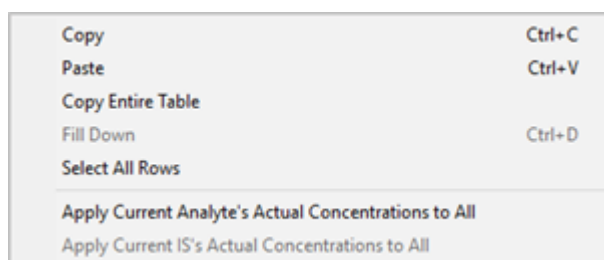 Copy Ctrl+C
Paste Ctrl+V
Copy Entire Table
Fill Down Ctrl+D
Select All Rows
Apply Current Analyte's Actual Concentrations to All
Apply Current IS's Actual Concentrations to All